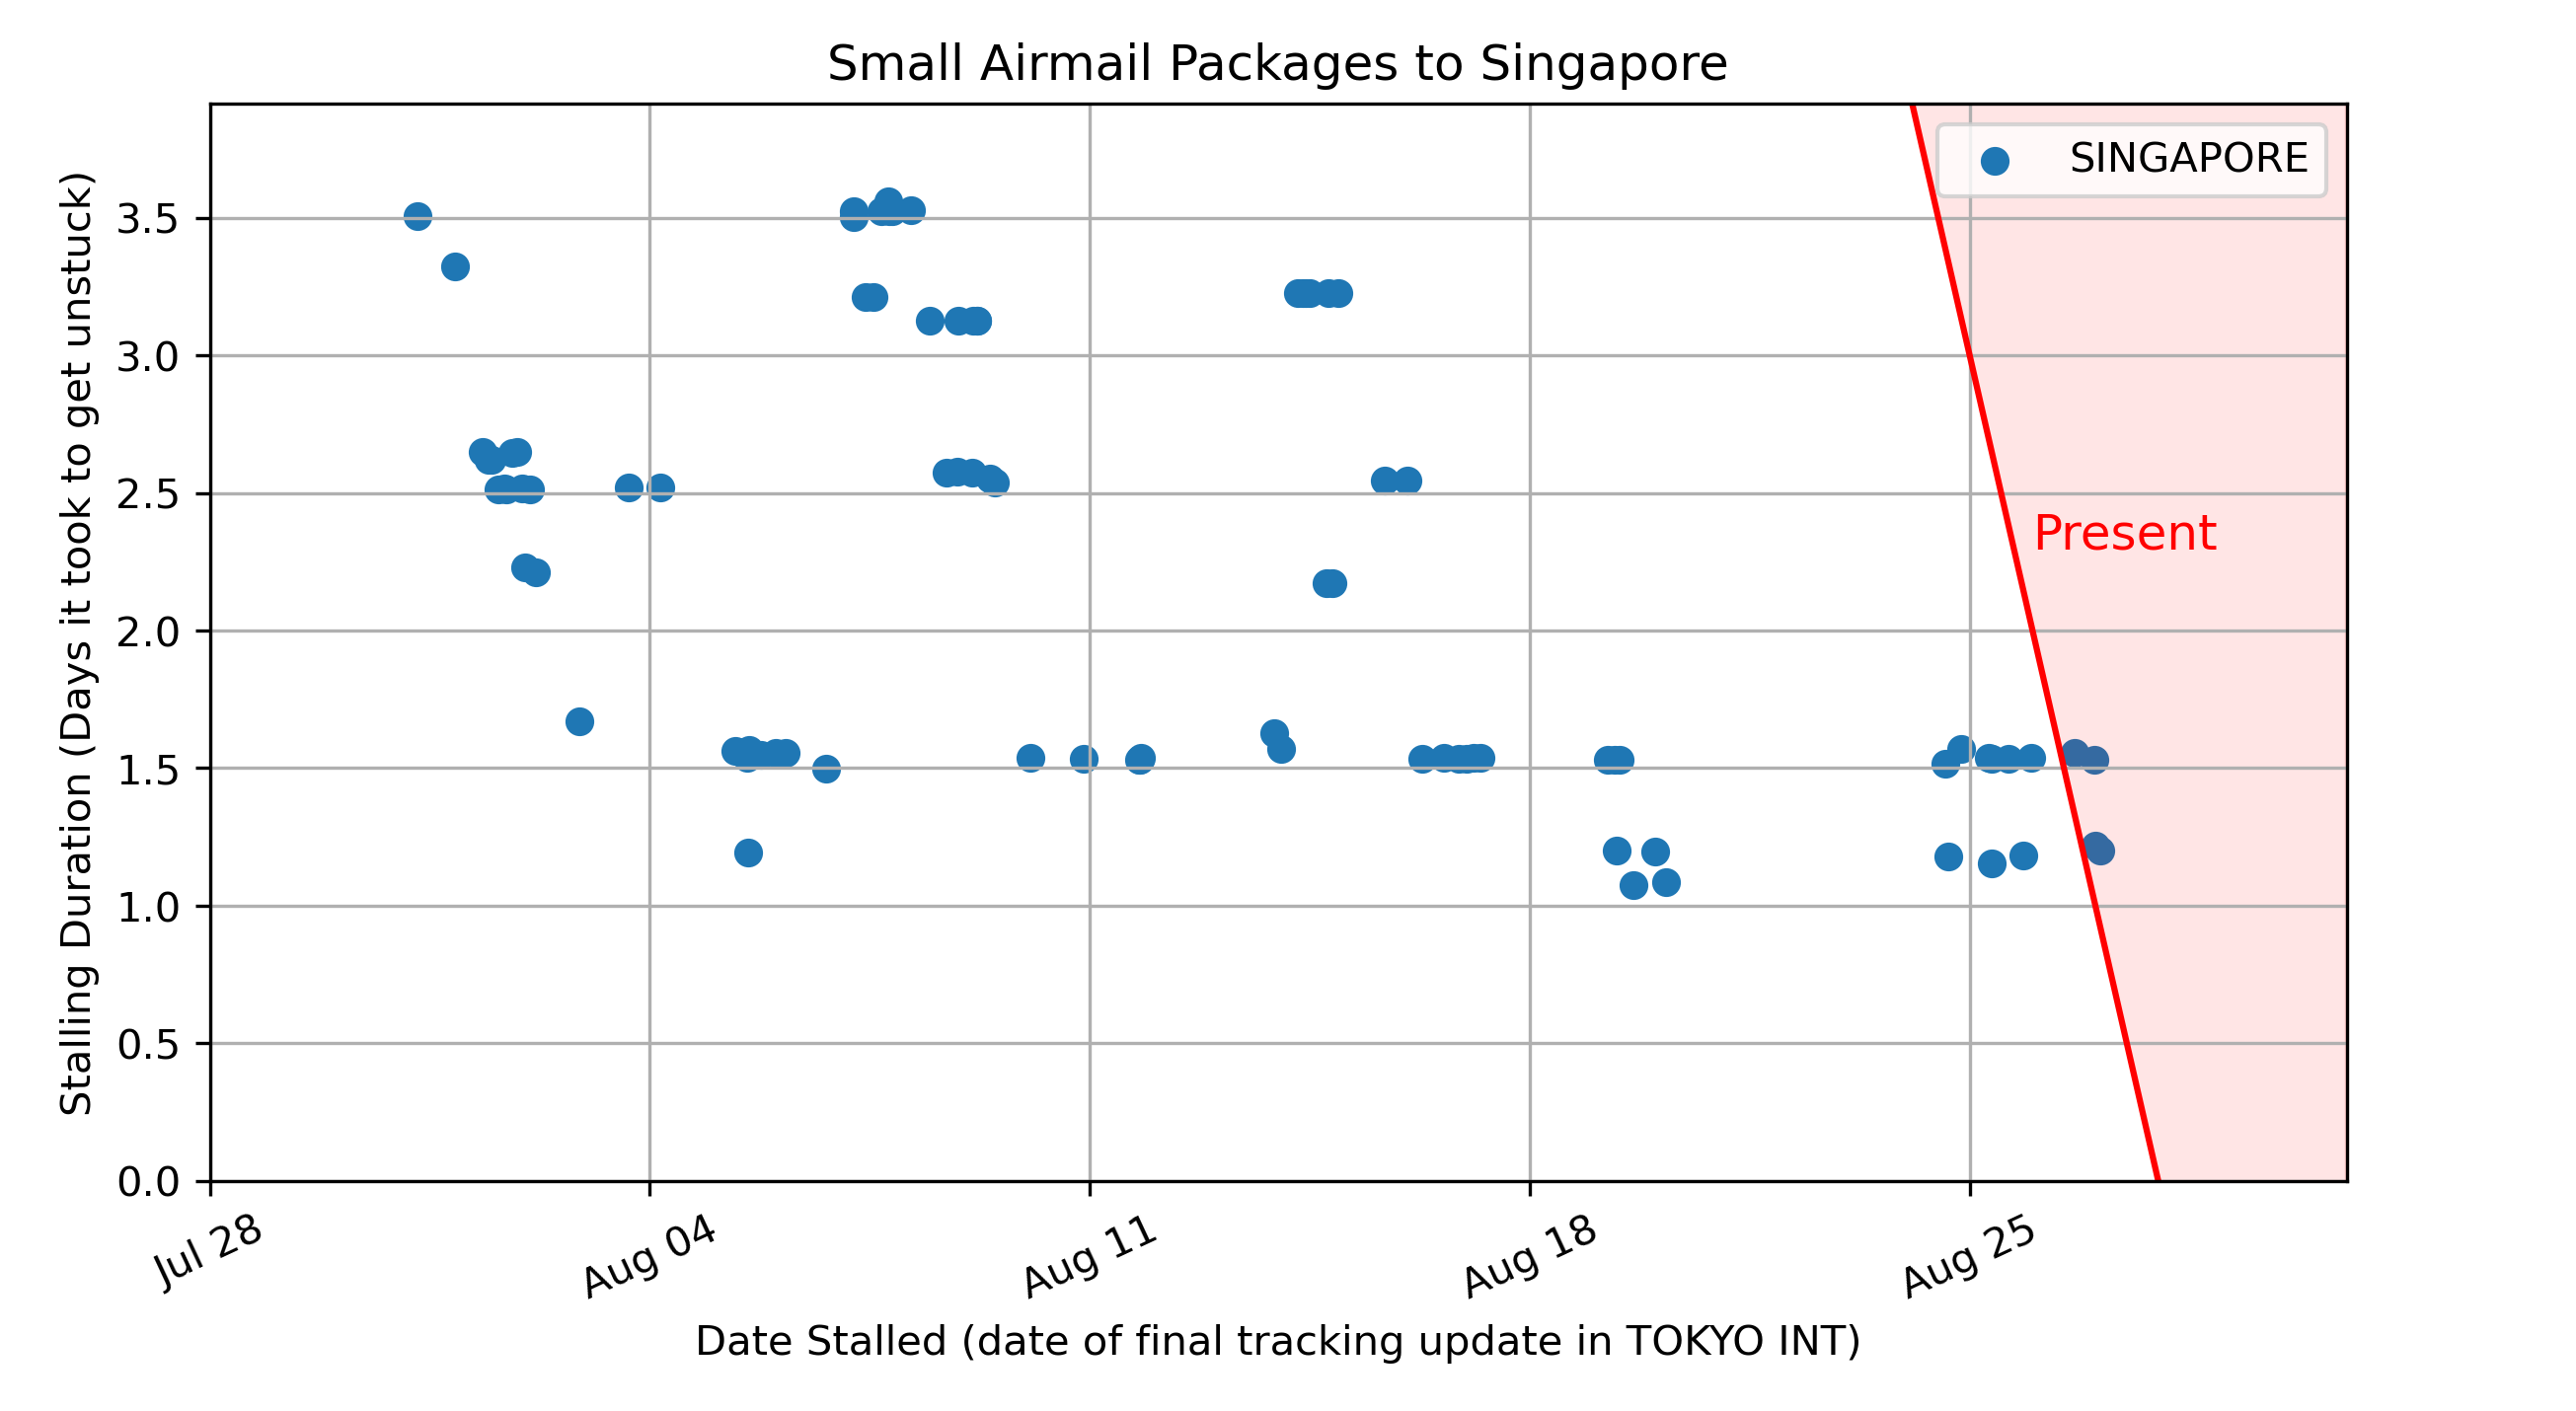 Small Airmail Packages to Singapore
SINGAPORE
Stalling Duration (Days it took to get unstuck)
3.5
3.0
2.5
2.0
1.5
1.0
0.5
0.0
Present
Jul 28
Aug 04
Aug 11
Aug 18
Aug 25
Date Stalled (date of final tracking update in TOKYO INT)